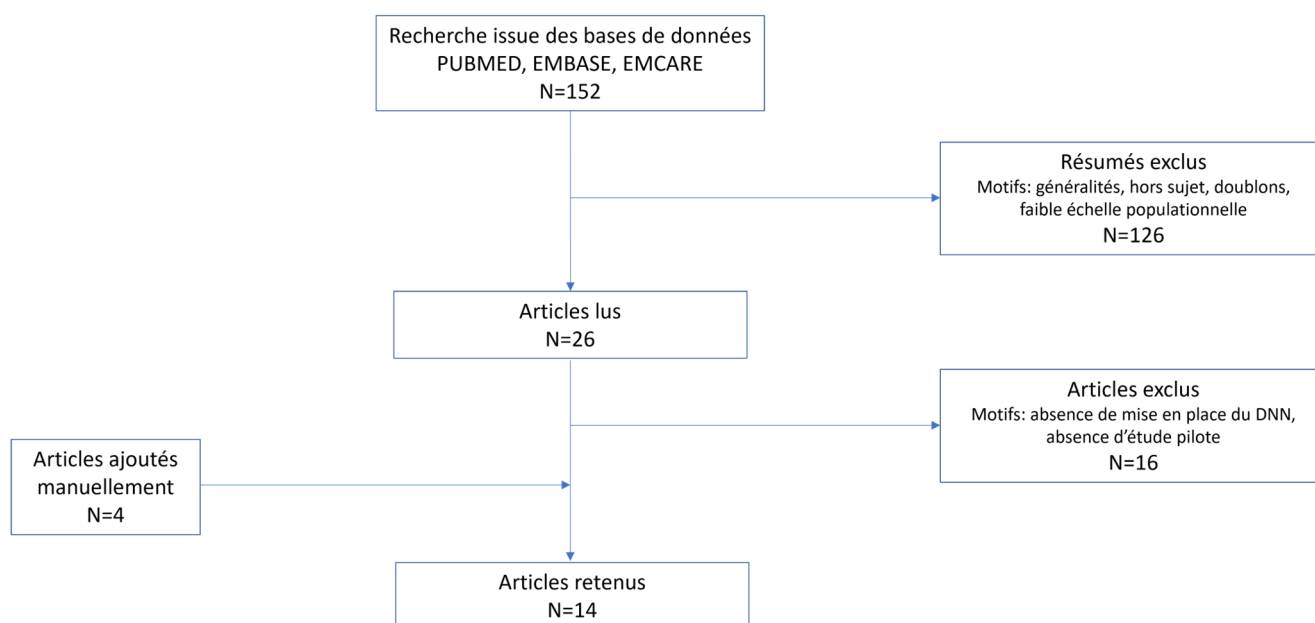 Recherche issue des bases de données
PUBMED, EMBASE, EMCARE
N=152
Résumés exclus
Motifs: généralités, hors sujet, doublons,
faible échelle populationnelle
N=126
Articles lus
N=26
Articles exclus
Motifs: absence de mise en place du DNN,
absence d'étude pilote
N=16
Articles ajoutés
manuellement
N=4
Articles retenus
N=14